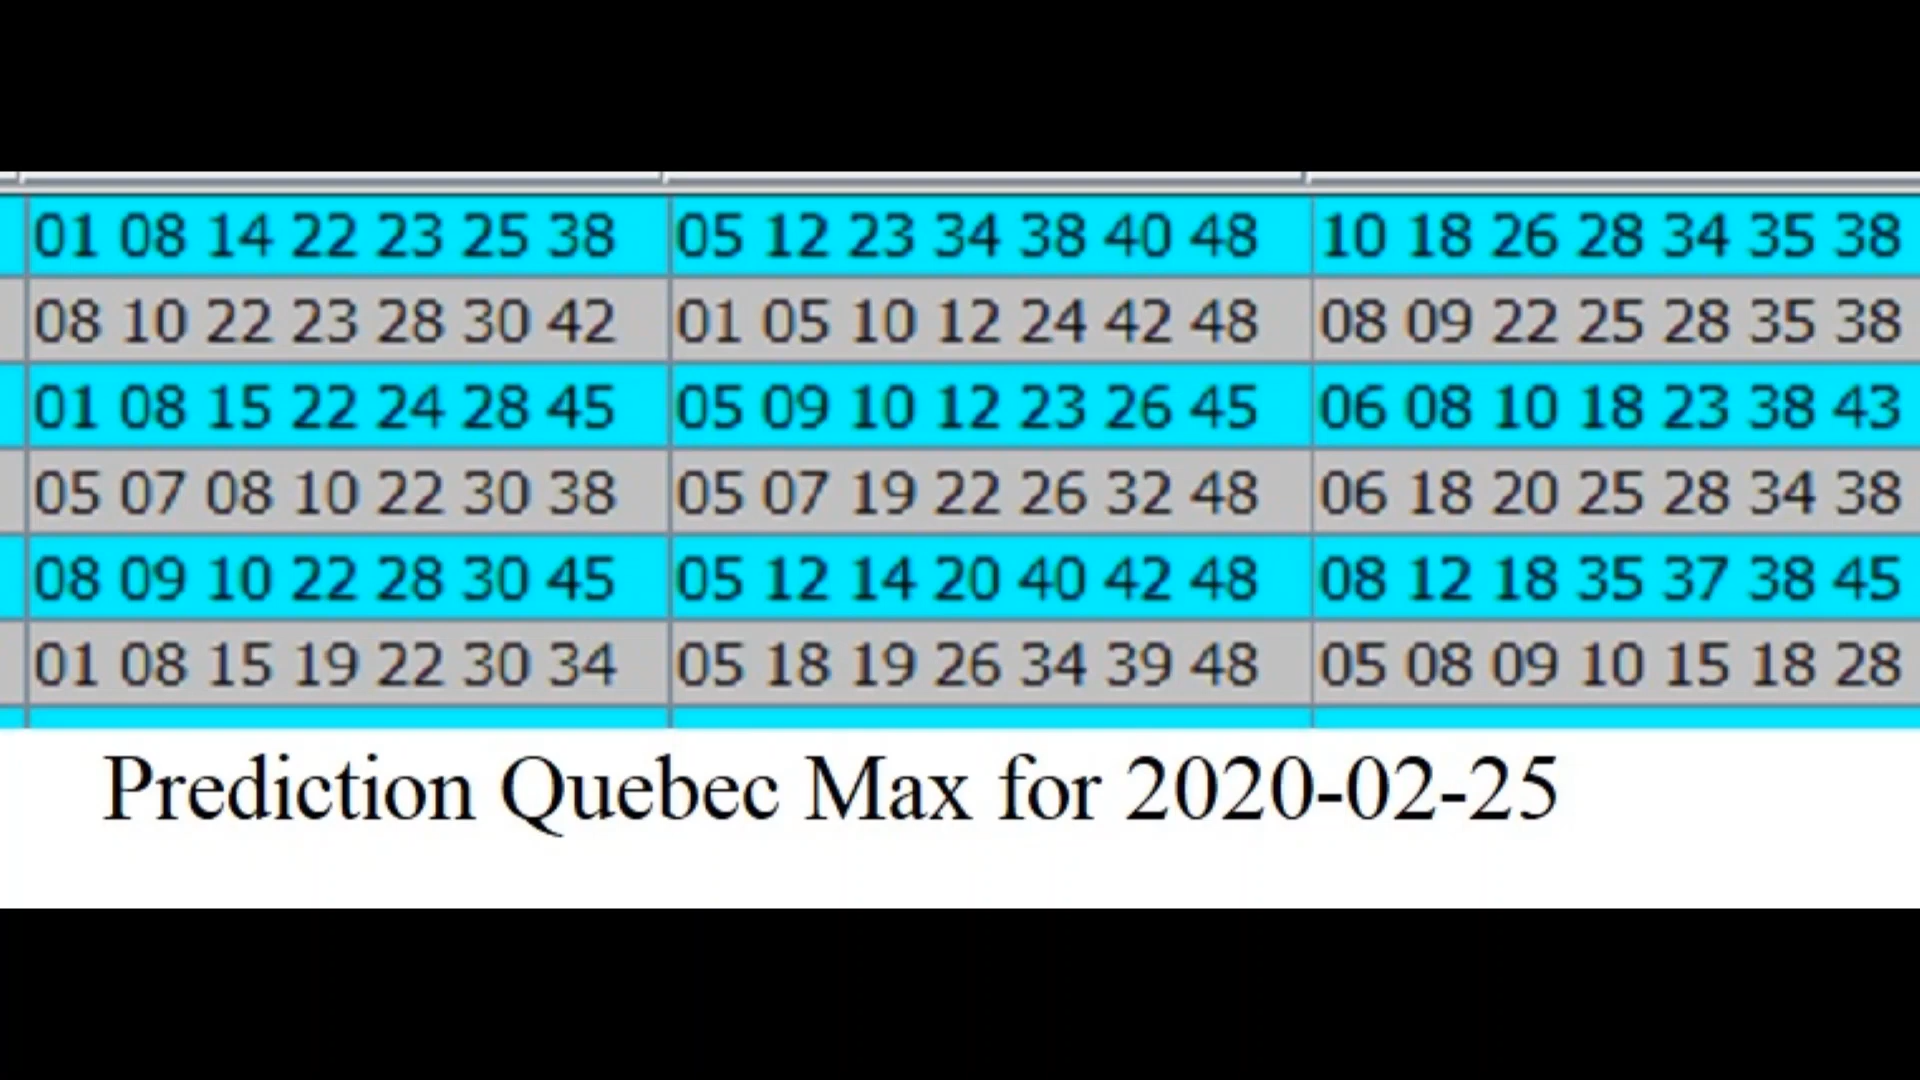 01 08 14 22 23 25 38 05 12 23 34 38 40 48 10 18 26 28 34 35 38
08 10 22 23 28 30 42 01 05 10 12 24 42 48 08 09 22 25 28 35 38
01 08 15 22 24 28 45 05 09 10 12 23 26 45 06 08 10 18 23 38 43
05 07 08 10 22 30 38 05 07 19 22 26 32 48 06 18 20 25 28 34 38
08 09 10 22 28 30 45 05 12 14 20 40 42 48 08 12 18 35 37 38 45
01 08 15 19 22 30 34 05 18 19 26 34 39 48 05 08 09 10 15 18 28
Prediction Quebec Max for 2020-02-25